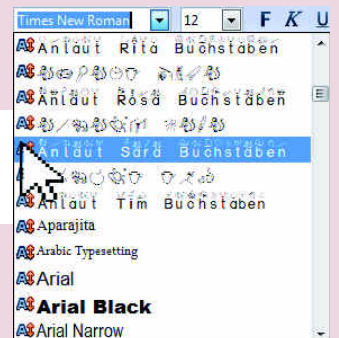 Times New Roman 12 F K U
Anlaut Rita Buchstaben
Anlaut Rosa Buchstaben
Anlaut Sara Buchstaben
Anlaut Tim Buchstaben
Aparajita
Arabic Typesetting
Arial
Arial Black
Arial Narrow